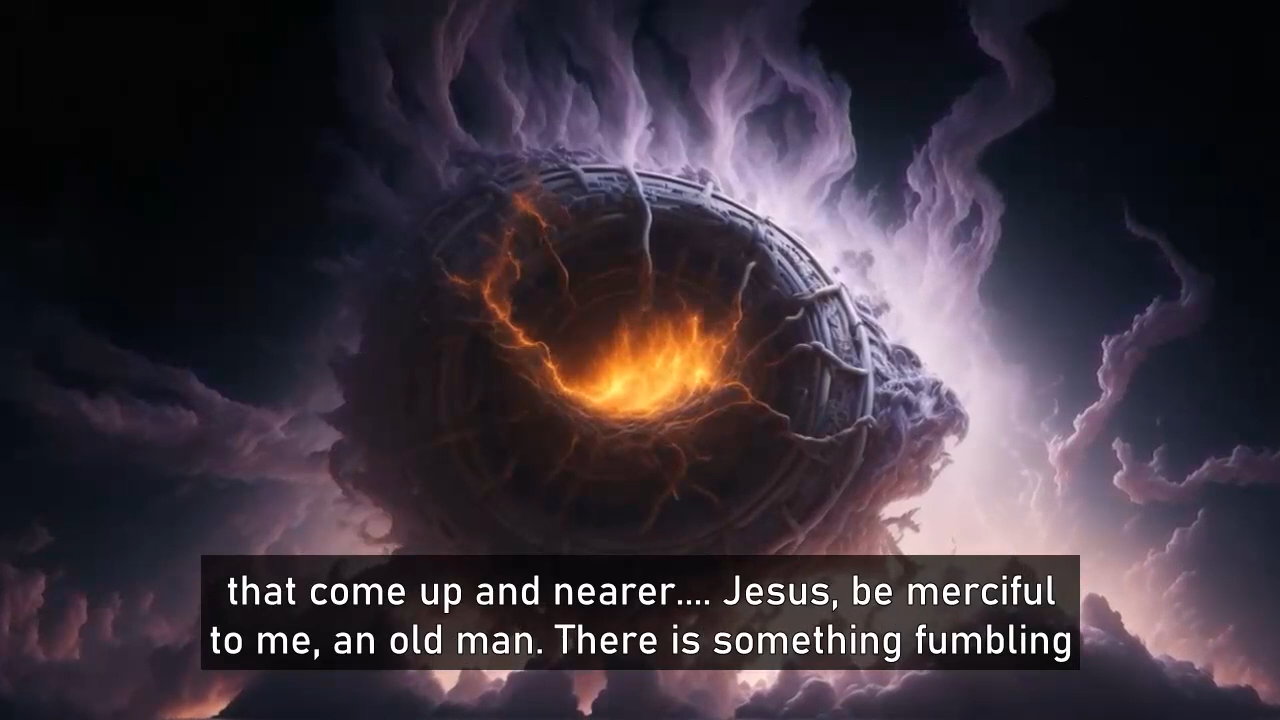 that come up and nearer.... Jesus, be merciful
to me, an old man. There is something fumbling